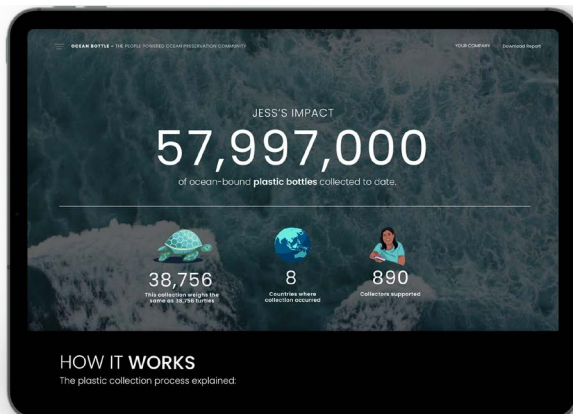 OCEAN BOTTLE – THE PEOPLE POWERED OCEAN PRESERVATION COMMUNITY
YOUR COMPANY
Download Report
JESS'S IMPACT
57,997,000
of ocean-bound plastic bottles collected to date.
38,756
This collection weighs the
same as 38,756 turtles
8
Countries where
collection occurred
890
Collectors supported
HOW IT WORKS
The plastic collection process explained: